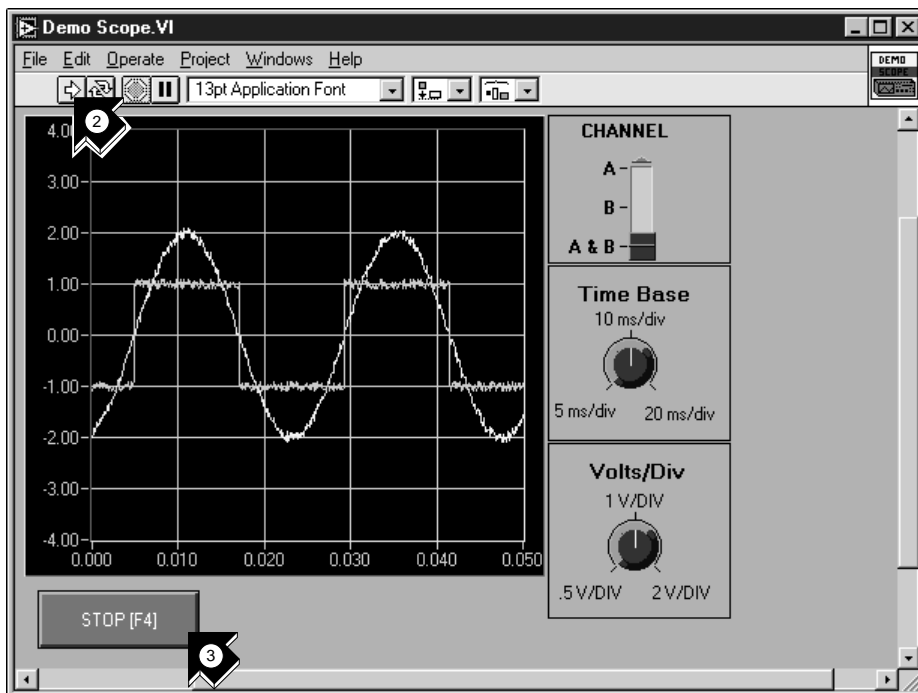 Demo Scope.VI
File Edit Operate Project Windows Help
DEMO
SCOPE
13pt Application Font
2
4.0
3.00
2.00
1.00
0.00
-1.00
-2.00
-3.00
-4.00
0.000 0.010 0.020 0.030 0.040 0.050
CHANNEL
A
B
A & B
Time Base
10 ms/div
5 ms/div 20 ms/div
Volts/Div
1 V/DIV
.5 V/DIV 2 V/DIV
STOP [F4]
3